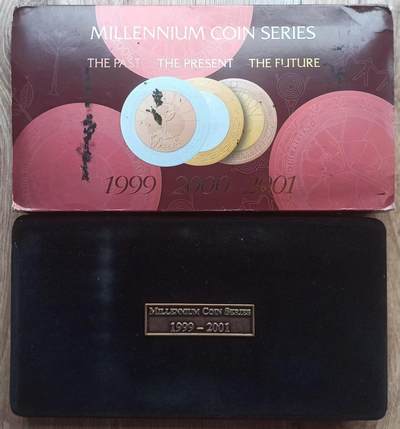 MILLENNIUM COIN SERIES
THE PAST THE PRESENT THE FUTURE
1999 2000 2001
MILLENNIUM COIN SERIES
1999 - 2001